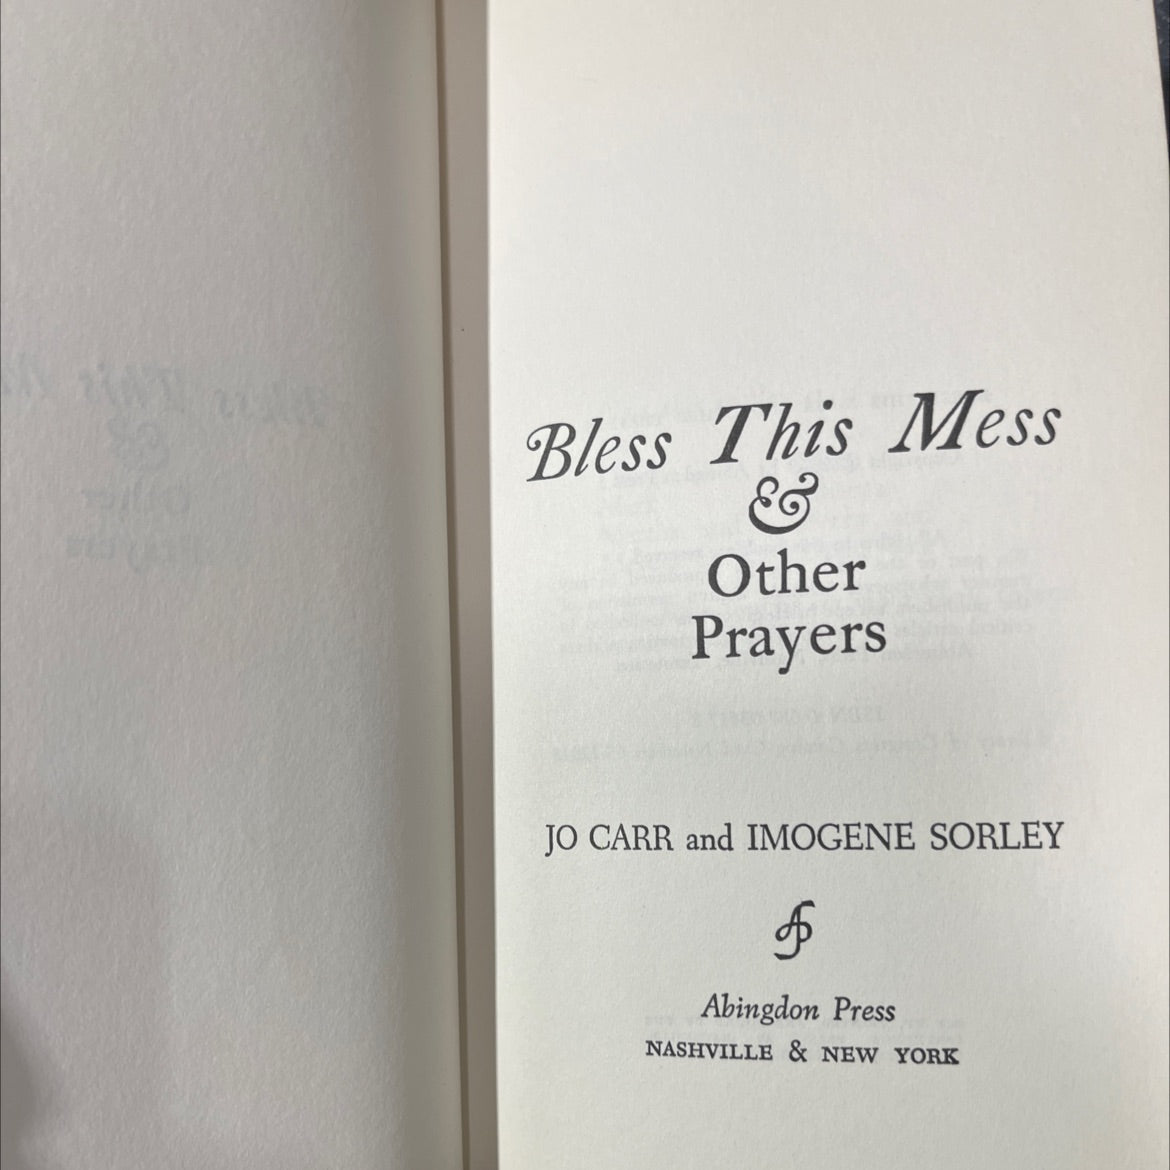 Bless This Mess
&
Other
Prayers
JO CARR and IMOGENE SORLEY
Abingdon Press
NASHVILLE & NEW YORK